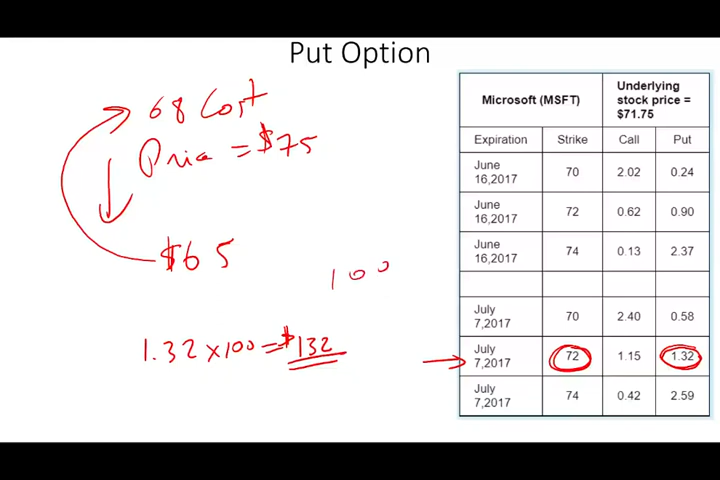 Put Option
68 Cost
Price = $75
$65
100
1.32 x 100 = $132
Microsoft (MSFT) Underlying stock price = $71.75
Expiration Strike Call Put
June 16,2017 70 2.02 0.24
June 16,2017 72 0.62 0.90
June 16,2017 74 0.13 2.37
July 7,2017 70 2.40 0.58
July 7,2017 72 1.15 1.32
July 7,2017 74 0.42 2.59